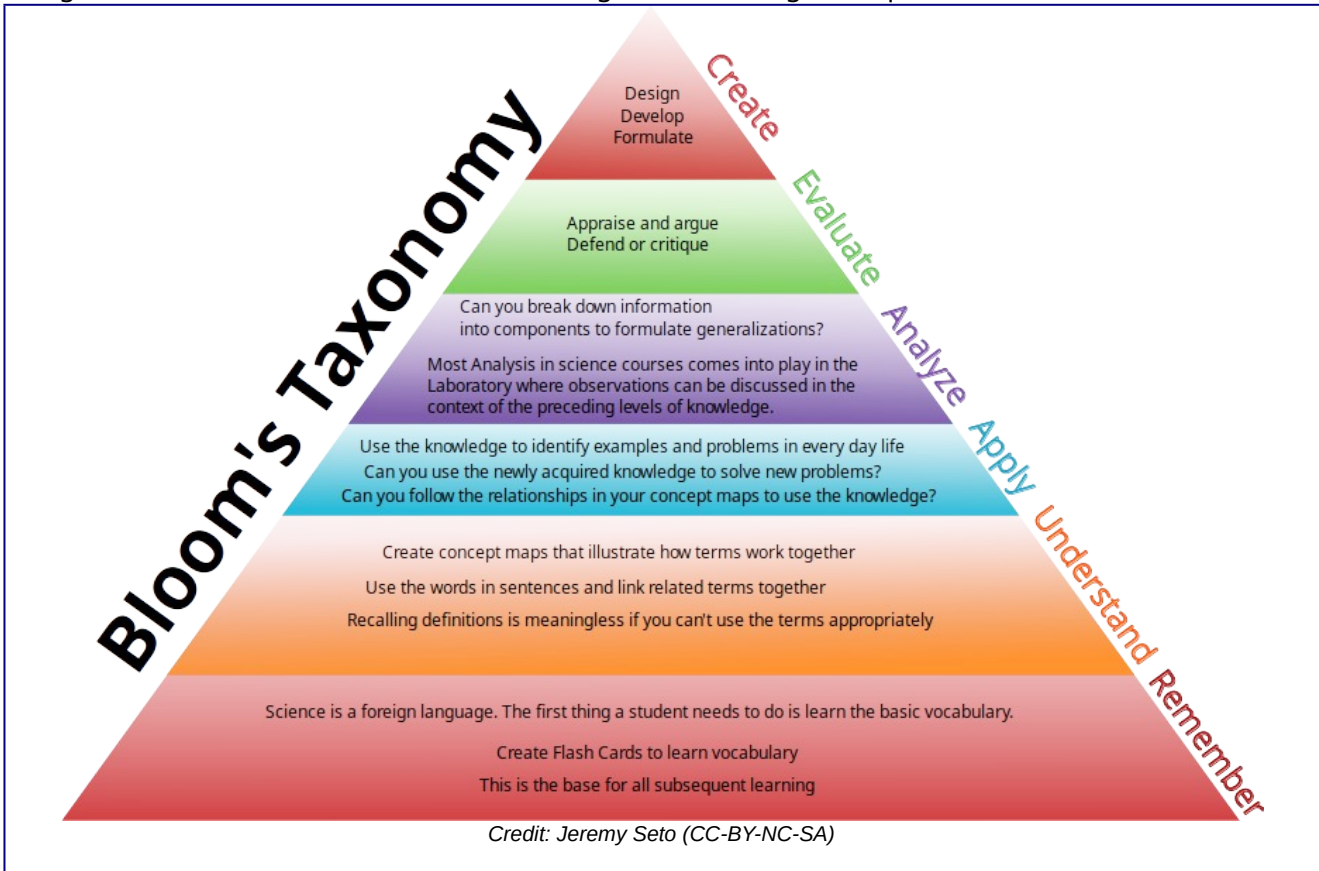 Bloom's Taxonomy
Create
Design
Develop
Formulate
Evaluate
Appraise and argue
Defend or critique
Analyze
Can you break down information
into components to formulate generalizations?
Most Analysis in science courses comes into play in the
Laboratory where observations can be discussed in the
context of the preceding levels of knowledge.
Apply
Use the knowledge to identify examples and problems in every day life
Can you use the newly acquired knowledge to solve new problems?
Can you follow the relationships in your concept maps to use the knowledge?
Understand
Create concept maps that illustrate how terms work together
Use the words in sentences and link related terms together
Recalling definitions is meaningless if you can't use the terms appropriately
Remember
Science is a foreign language. The first thing a student needs to do is learn the basic vocabulary.
Create Flash Cards to learn vocabulary
This is the base for all subsequent learning
Credit: Jeremy Seto (CC-BY-NC-SA)